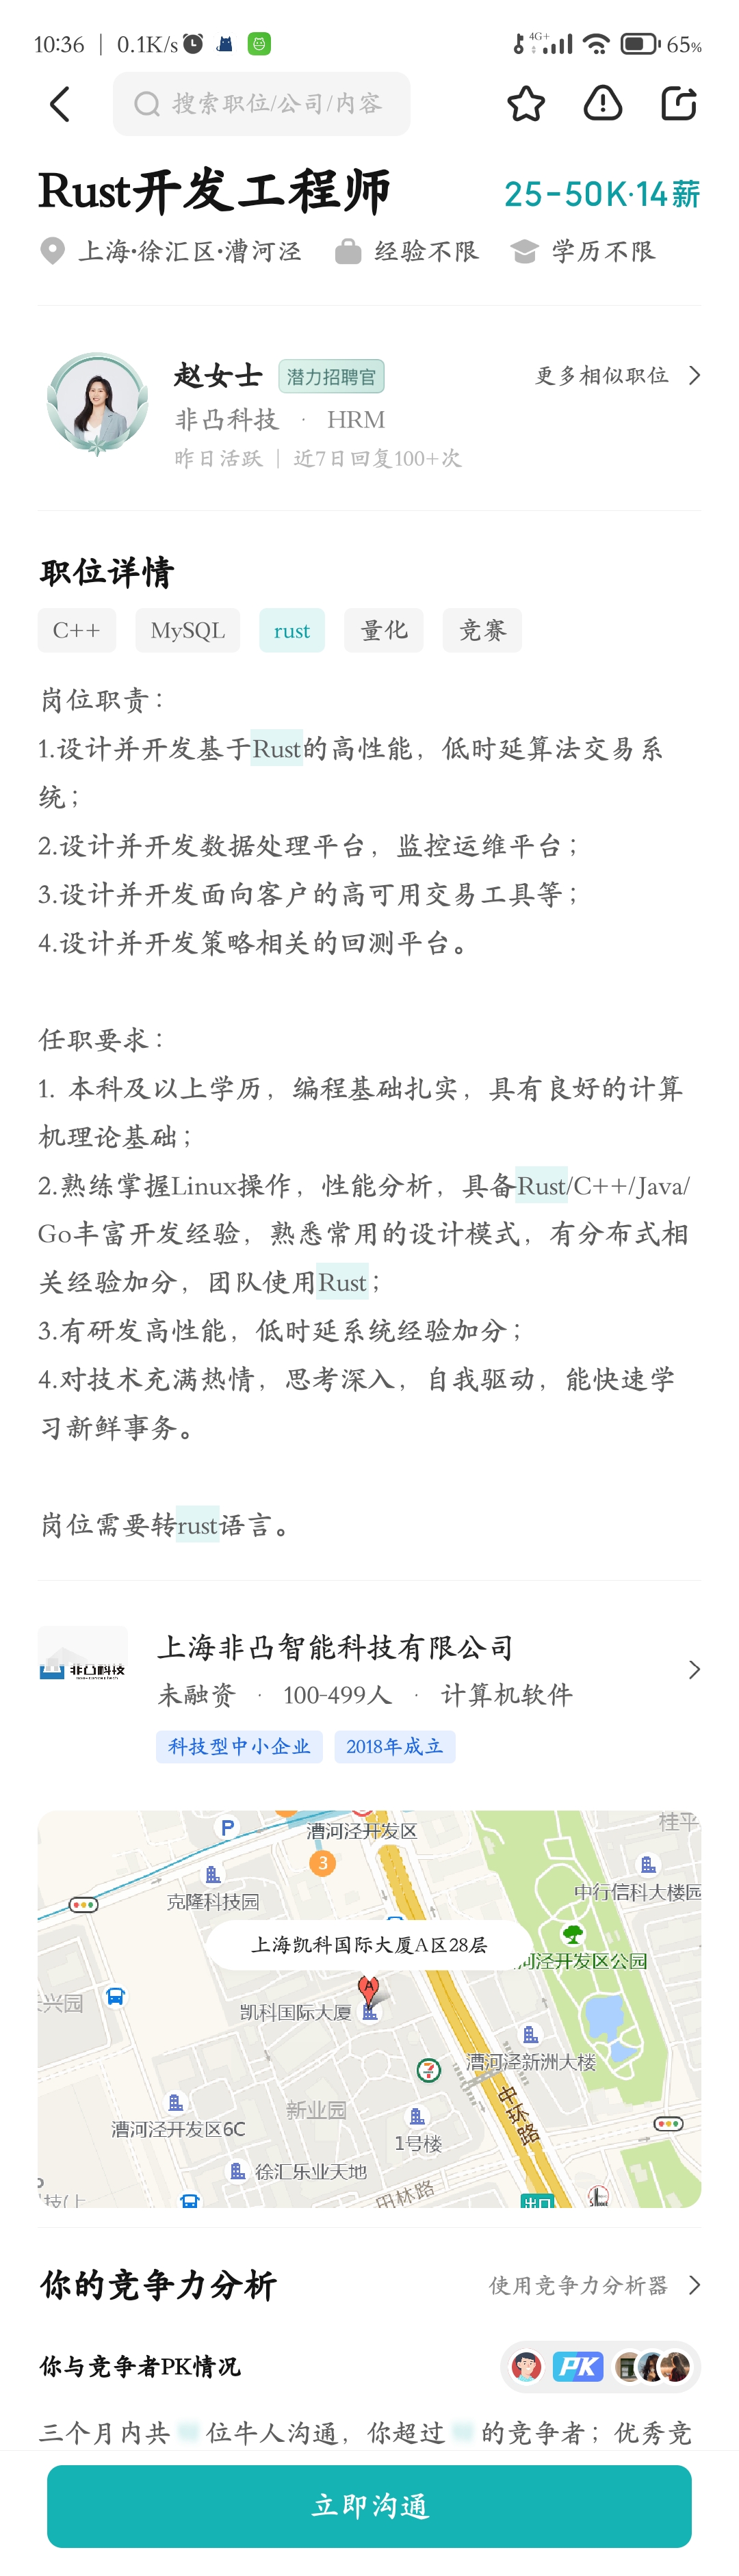 10:36 | 0.1K/s
4G+
65%
搜索职位/公司/内容
Rust开发工程师
25-50K·14薪
上海·徐汇区·漕河泾 经验不限 学历不限
赵女士 潜力招聘官
更多相似职位
非凸科技 · HRM
昨日活跃 | 近7日回复100+次
职位详情
C++ MySQL rust 量化 竞赛
岗位职责：
1.设计并开发基于Rust的高性能，低时延算法交易系
统；
2.设计并开发数据处理平台，监控运维平台；
3.设计并开发面向客户的高可用交易工具等；
4.设计并开发策略相关的回测平台。
任职要求：
1. 本科及以上学历，编程基础扎实，具有良好的计算
机理论基础；
2.熟练掌握Linux操作，性能分析，具备Rust/C++/Java/
Go丰富开发经验，熟悉常用的设计模式，有分布式相
关经验加分，团队使用Rust；
3.有研发高性能，低时延系统经验加分；
4.对技术充满热情，思考深入，自我驱动，能快速学
习新鲜事务。
岗位需要转rust语言。
非凸科技
上海非凸智能科技有限公司
未融资 · 100-499人 · 计算机软件
科技型中小企业 2018年成立
桂平
P
漕河泾开发区
3
中行信科大楼园
克隆科技园
上海凯科国际大厦A区28层
河泾开发区公园
A
兴园
凯科国际大厦
7
漕河泾新洲大楼
新业园
中环路
漕河泾开发区6C
1号楼
徐汇乐业天地
田林路
技(上
出口
你的竞争力分析
使用竞争力分析器
你与竞争者PK情况
PK
三个月内共 位牛人沟通，你超过 的竞争者；优秀竞
立即沟通